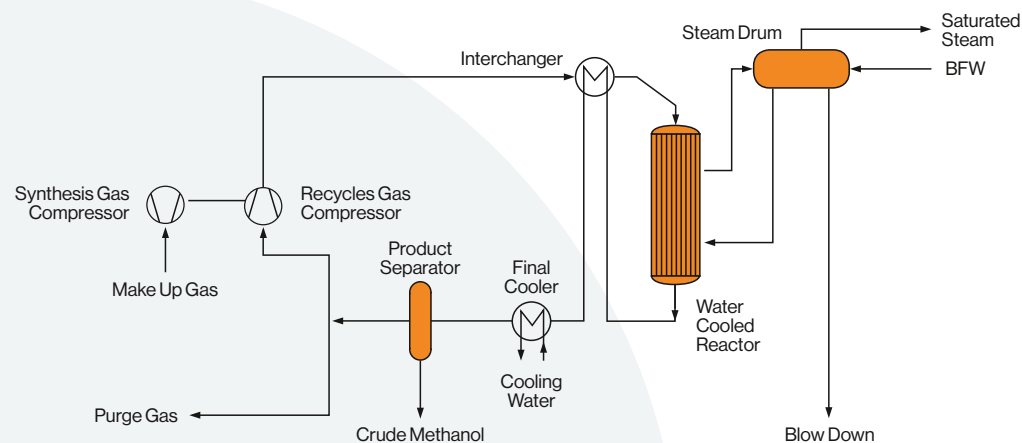 Saturated
Steam
Steam Drum
BFW
Interchanger
Synthesis Gas
Compressor
Recycles Gas
Compressor
Product
Separator
Final
Cooler
Make Up Gas
Water
Cooled
Reactor
Cooling
Water
Purge Gas
Crude Methanol
Blow Down